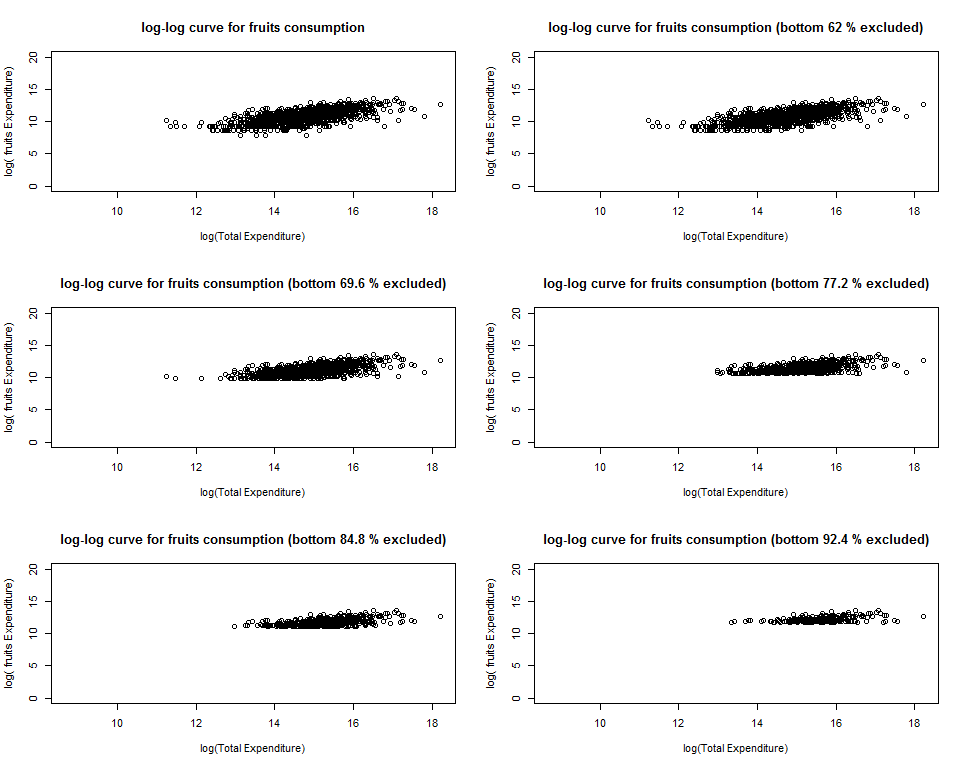 log-log curve for fruits consumption
log( fruits Expenditure)
20
15
10
5
0
10 12 14 16 18
log(Total Expenditure)
log-log curve for fruits consumption (bottom 62 % excluded)
log( fruits Expenditure)
20
15
10
5
0
10 12 14 16 18
log(Total Expenditure)
log-log curve for fruits consumption (bottom 69.6 % excluded)
log( fruits Expenditure)
20
15
10
5
0
10 12 14 16 18
log(Total Expenditure)
log-log curve for fruits consumption (bottom 77.2 % excluded)
log( fruits Expenditure)
20
15
10
5
0
10 12 14 16 18
log(Total Expenditure)
log-log curve for fruits consumption (bottom 84.8 % excluded)
log( fruits Expenditure)
20
15
10
5
0
10 12 14 16 18
log(Total Expenditure)
log-log curve for fruits consumption (bottom 92.4 % excluded)
log( fruits Expenditure)
20
15
10
5
0
10 12 14 16 18
log(Total Expenditure)